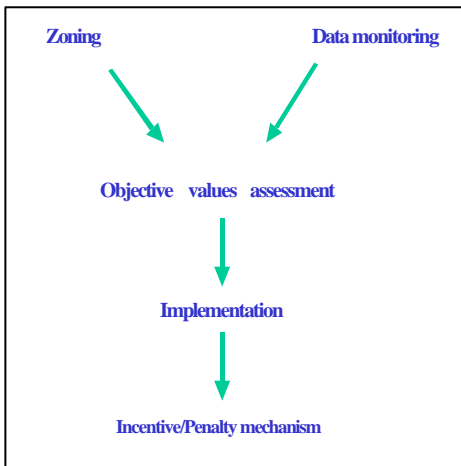 Zoning Data monitoring
Objective values assessment
Implementation
Incentive/Penalty mechanism